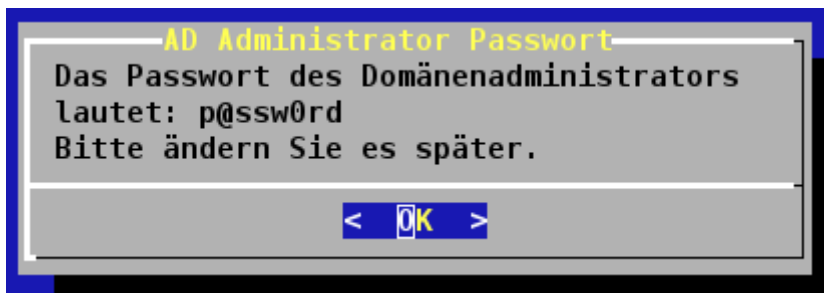 AD Administrator Passwort
Das Passwort des Domänenadministrators
lautet: p@ssw0rd
Bitte ändern Sie es später.
< OK >